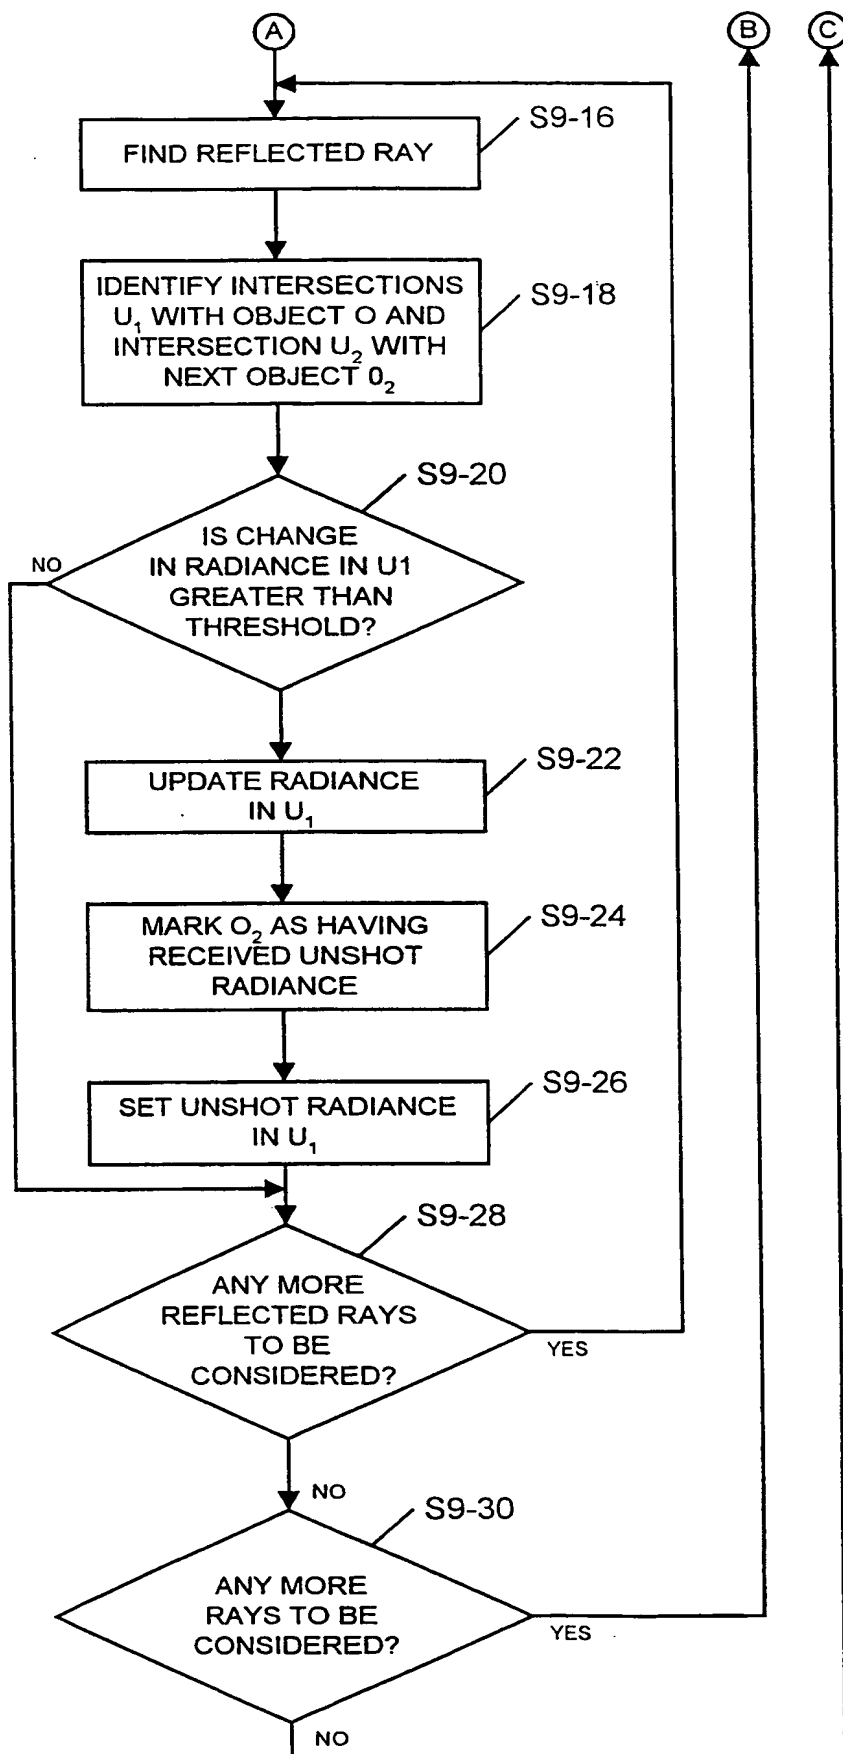 A
B
C
S9-16
FIND REFLECTED RAY
IDENTIFY INTERSECTIONS
U₁ WITH OBJECT O AND
INTERSECTION U₂ WITH
NEXT OBJECT 0₂
S9-18
S9-20
IS CHANGE
IN RADIANCE IN U1
GREATER THAN
THRESHOLD?
NO
S9-22
UPDATE RADIANCE
IN U₁
MARK O₂ AS HAVING
RECEIVED UNSHOT
RADIANCE
S9-24
S9-26
SET UNSHOT RADIANCE
IN U₁
S9-28
ANY MORE
REFLECTED RAYS
TO BE
CONSIDERED?
YES
NO
S9-30
ANY MORE
RAYS TO BE
CONSIDERED?
YES
NO